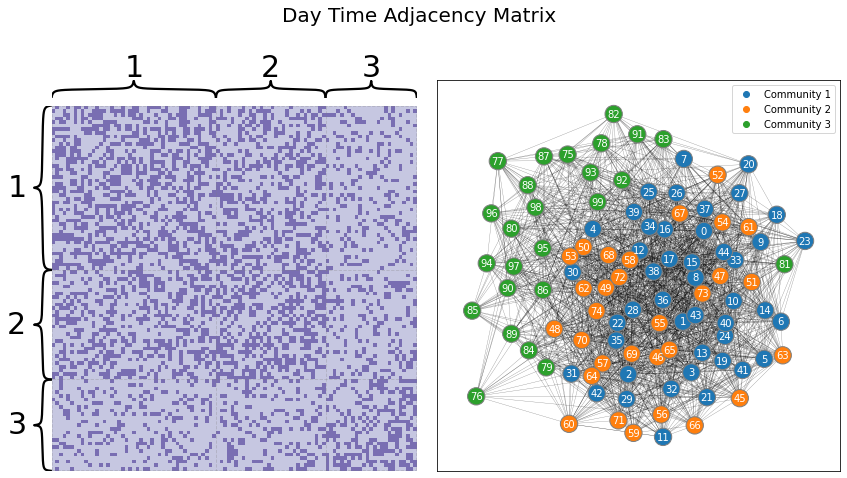 Day Time Adjacency Matrix
1 2 3
1
2
3
Community 1
Community 2
Community 3
82
91 83
78
87 75 7
77 20
93 52
88 92
25 26 27
99
98 39 37
96 67 18
80 4 34 16 54 61
0
23
50 12 9
95 53 68 44
58 17 15 33
94 97 30 72 38 47 81
8
86 62 49 51
90 73
36 10
85 74 28 14
43
22 55 1 40 6
48
89 70 35 24
84 69 46 65 13
57 19 5 63
79 31 64 2 3 41
76 42 32
29 21 45
60 71 56 66
59 11